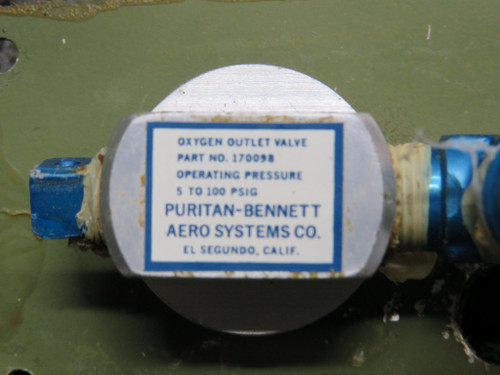 OXYGEN OUTLET VALVE
PART NO. 170098
OPERATING PRESSURE
5 TO 100 PSIG
PURITAN-BENNETT
AERO SYSTEMS CO.
EL SEGUNDO, CALIF.